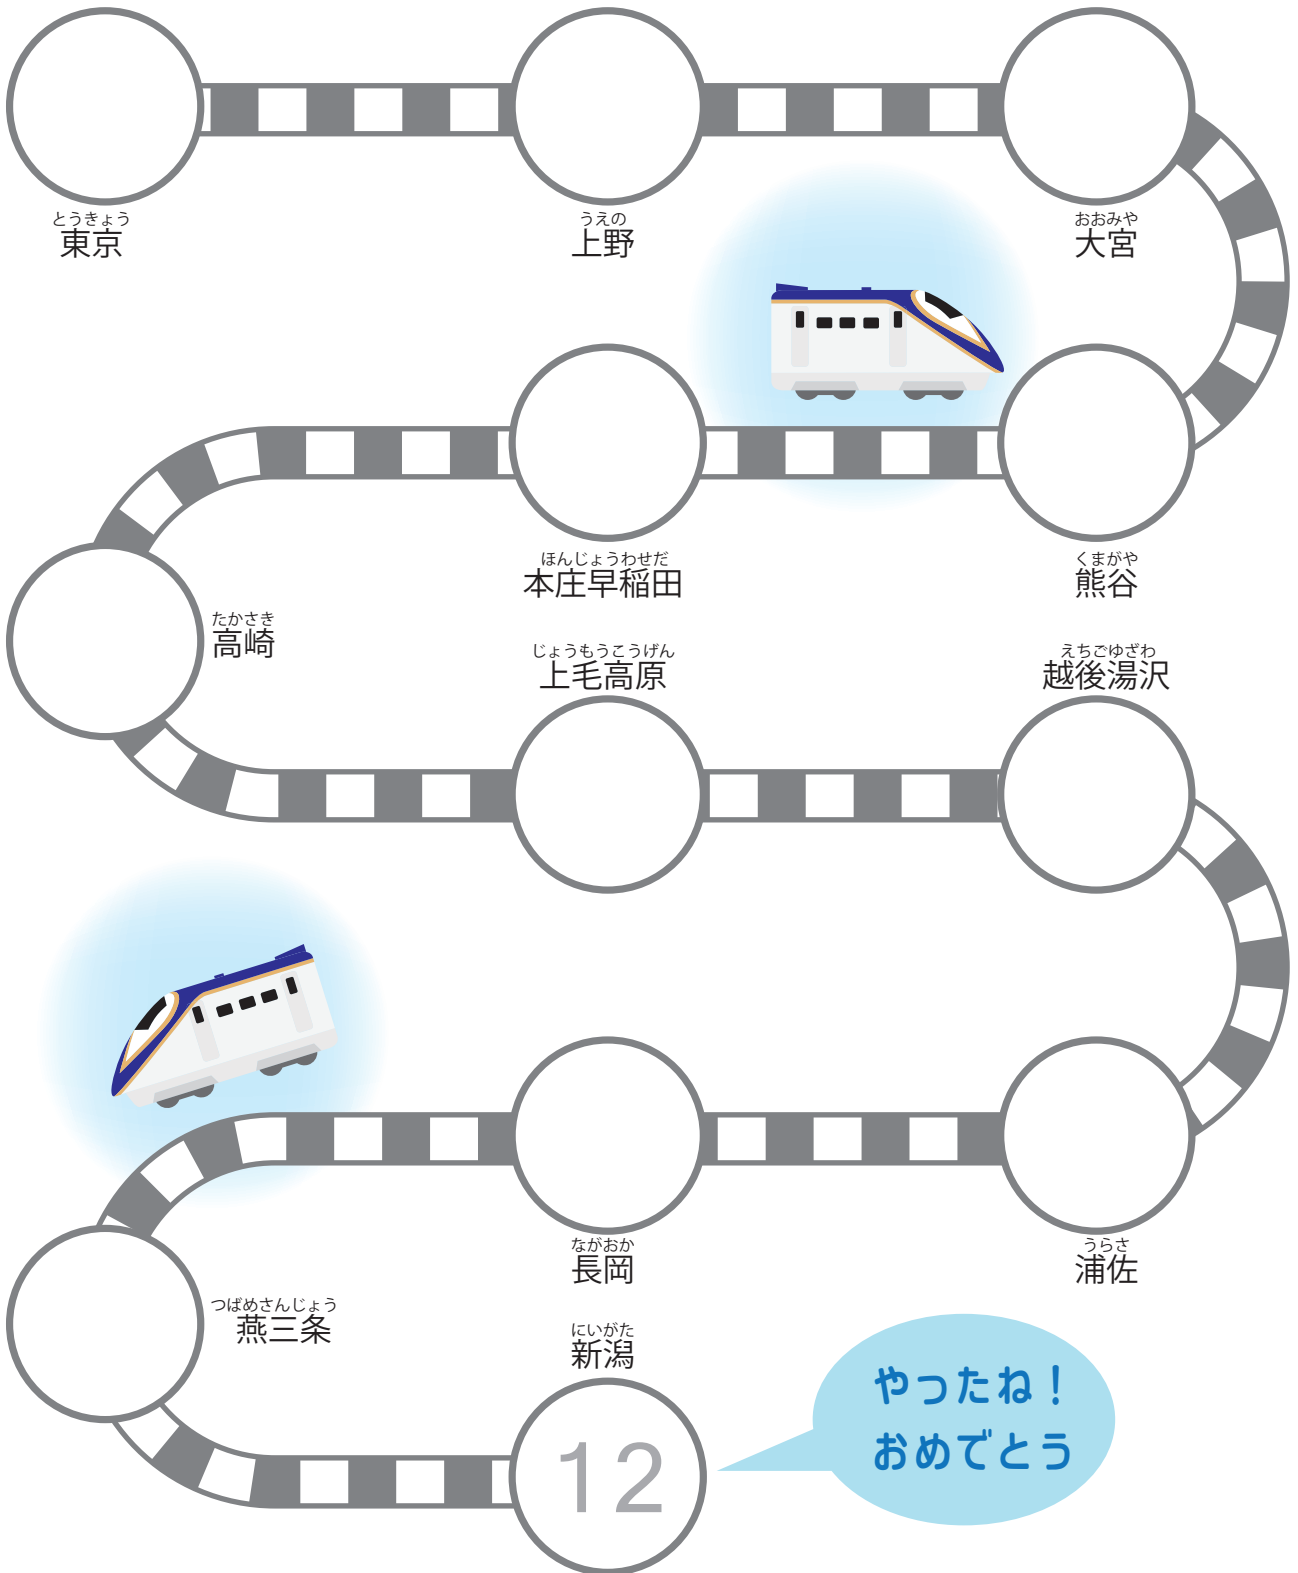 とうきょう
東京
うえの
上野
おおみや
大宮
ほんじょうわせだ
本庄早稲田
くまがや
熊谷
たかさき
高崎
じょうもうこうげん
上毛高原
えちごゆざわ
越後湯沢
ながおか
長岡
うらさ
浦佐
つばめさんじょう
燕三条
にいがた
新潟
12
やったね!
おめでとう